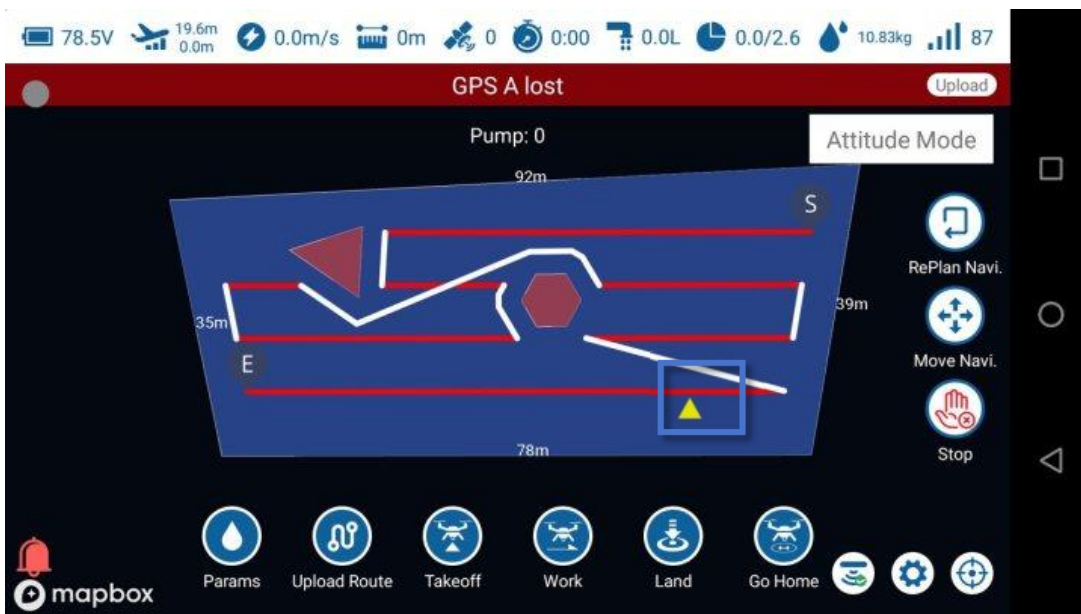 78.5V 19.6m 0.0m 0.0m/s 0m 0 0:00 0.0L 0.0/2.6 10.83kg 87
GPS A lost Upload
Pump: 0
Attitude Mode
92m
S
RePlan Navi.
39m
35m
E
Move Navi.
78m
Stop
Params Upload Route Takeoff Work Land Go Home
mapbox